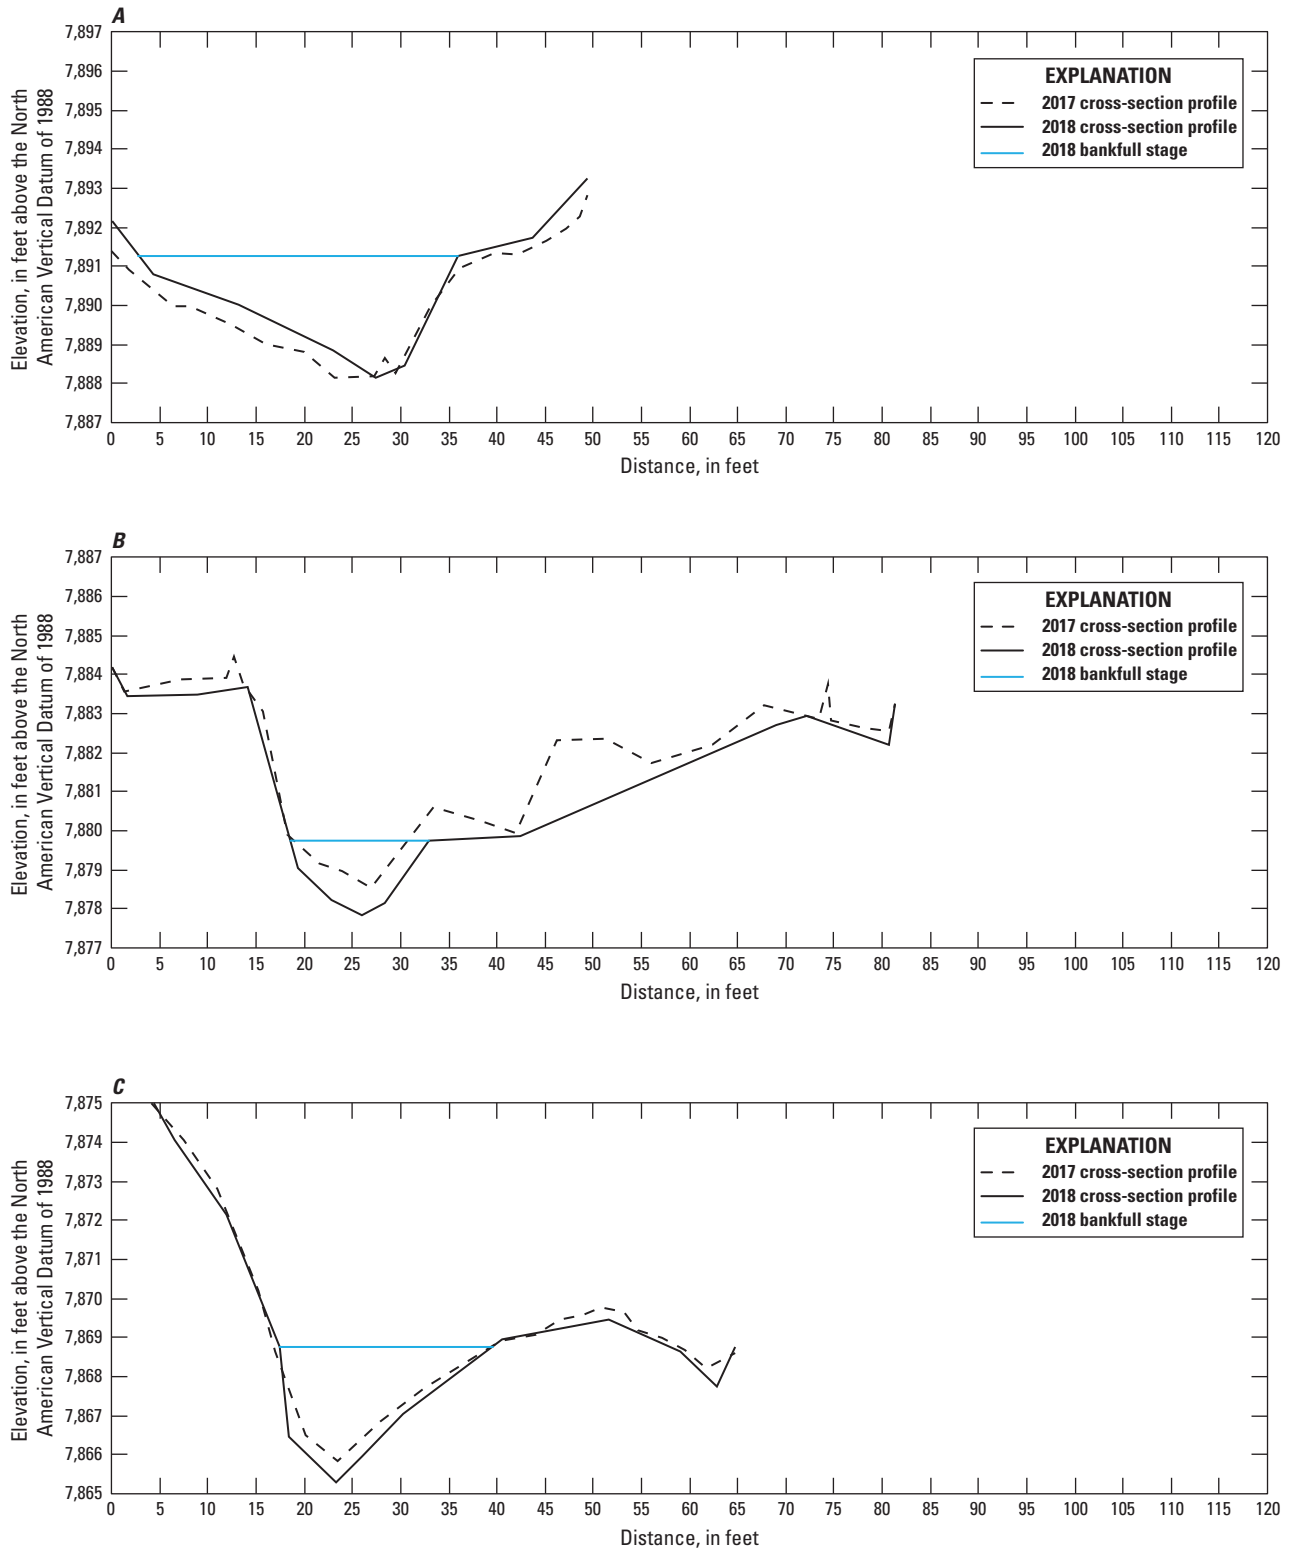 A
7,897
7,896
7,895
7,894
7,893
7,892
7,891
7,890
7,889
7,888
7,887
Elevation, in feet above the North
American Vertical Datum of 1988
EXPLANATION
2017 cross-section profile
2018 cross-section profile
2018 bankfull stage
0 5 10 15 20 25 30 35 40 45 50 55 60 65 70 75 80 85 90 95 100 105 110 115 120
Distance, in feet
B
7,887
7,886
7,885
7,884
7,883
7,882
7,881
7,880
7,879
7,878
7,877
Elevation, in feet above the North
American Vertical Datum of 1988
EXPLANATION
2017 cross-section profile
2018 cross-section profile
2018 bankfull stage
0 5 10 15 20 25 30 35 40 45 50 55 60 65 70 75 80 85 90 95 100 105 110 115 120
Distance, in feet
C
7,875
7,874
7,873
7,872
7,871
7,870
7,869
7,868
7,867
7,866
7,865
Elevation, in feet above the North
American Vertical Datum of 1988
EXPLANATION
2017 cross-section profile
2018 cross-section profile
2018 bankfull stage
0 5 10 15 20 25 30 35 40 45 50 55 60 65 70 75 80 85 90 95 100 105 110 115 120
Distance, in feet